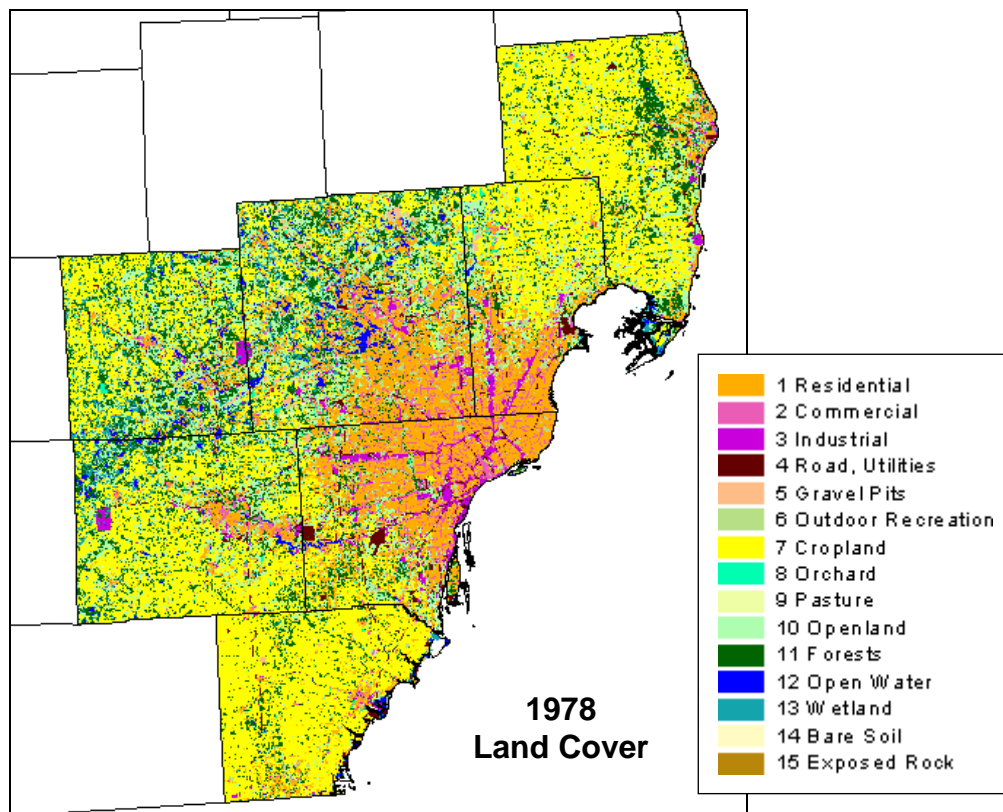 1978
Land Cover
1 Residential
2 Commercial
3 Industrial
4 Road, Utilities
5 Gravel Pits
6 Outdoor Recreation
7 Cropland
8 Orchard
9 Pasture
10 Openland
11 Forests
12 Open Water
13 Wetland
14 Bare Soil
15 Exposed Rock